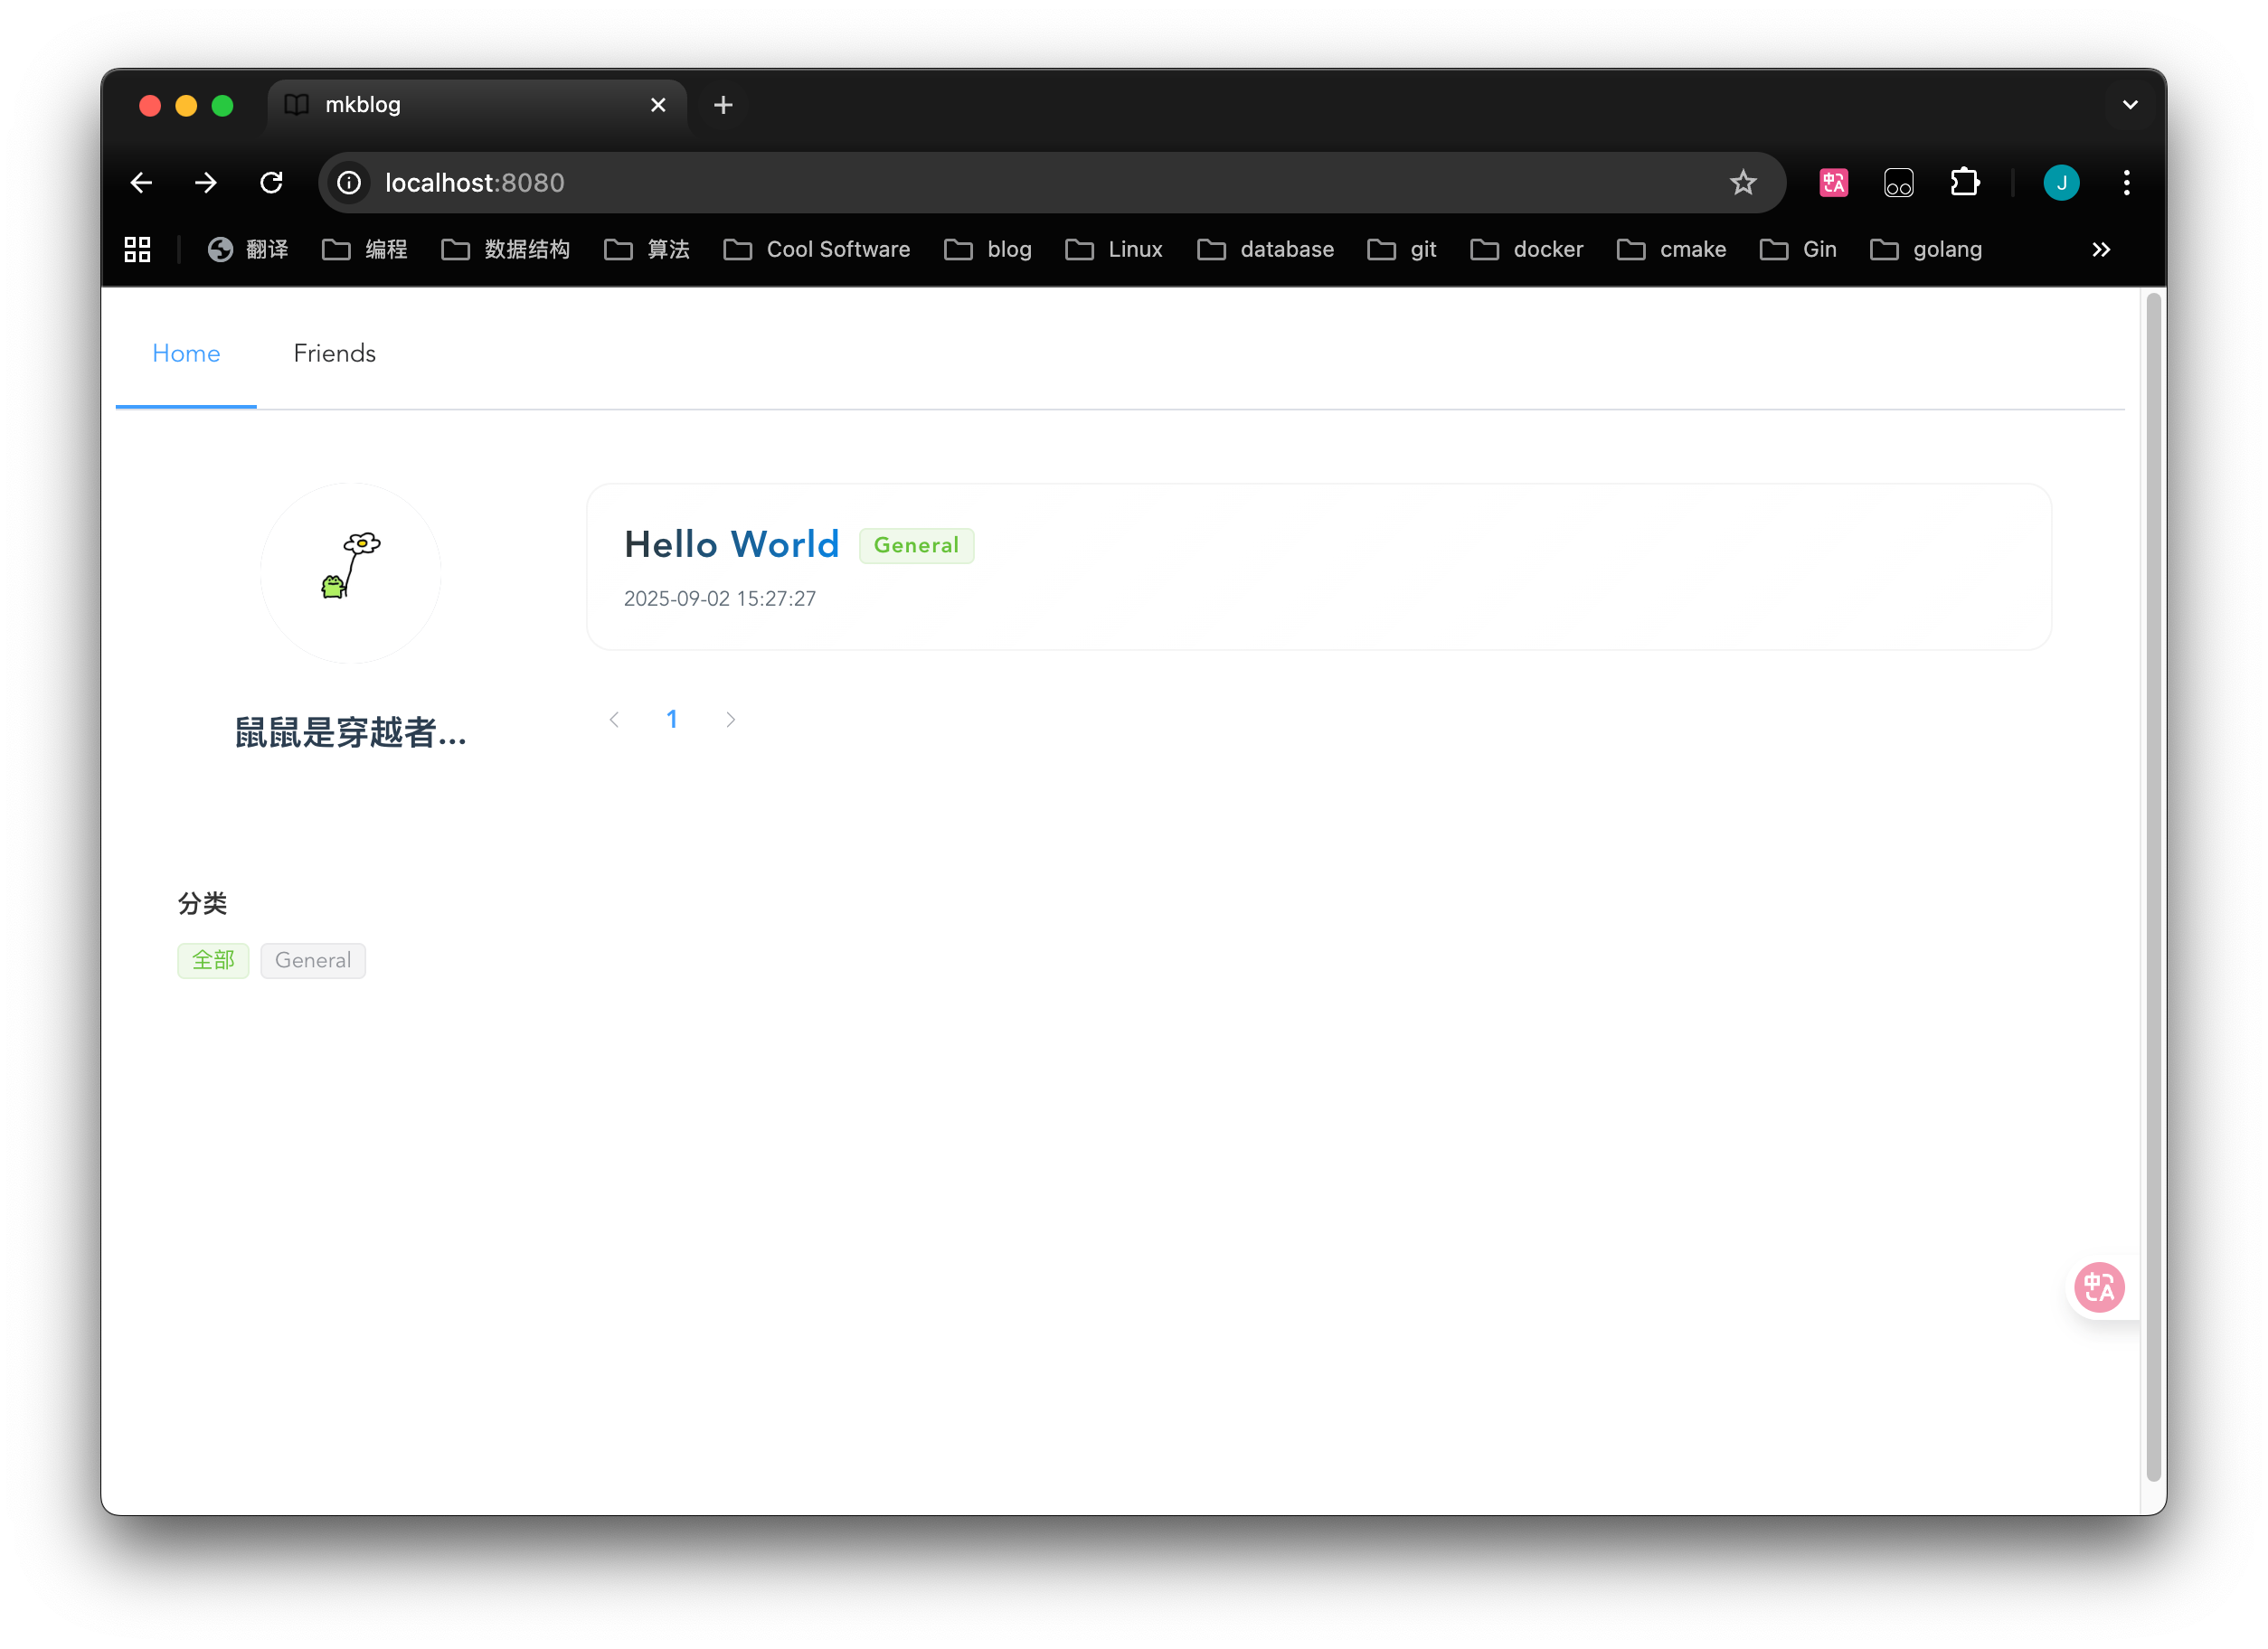 mkblog
localhost:8080
翻译 编程 数据结构 算法 Cool Software blog Linux database git docker cmake Gin golang
Home Friends
Hello World General
2025-09-02 15:27:27
鼠鼠是穿越者...
1
分类
全部 General